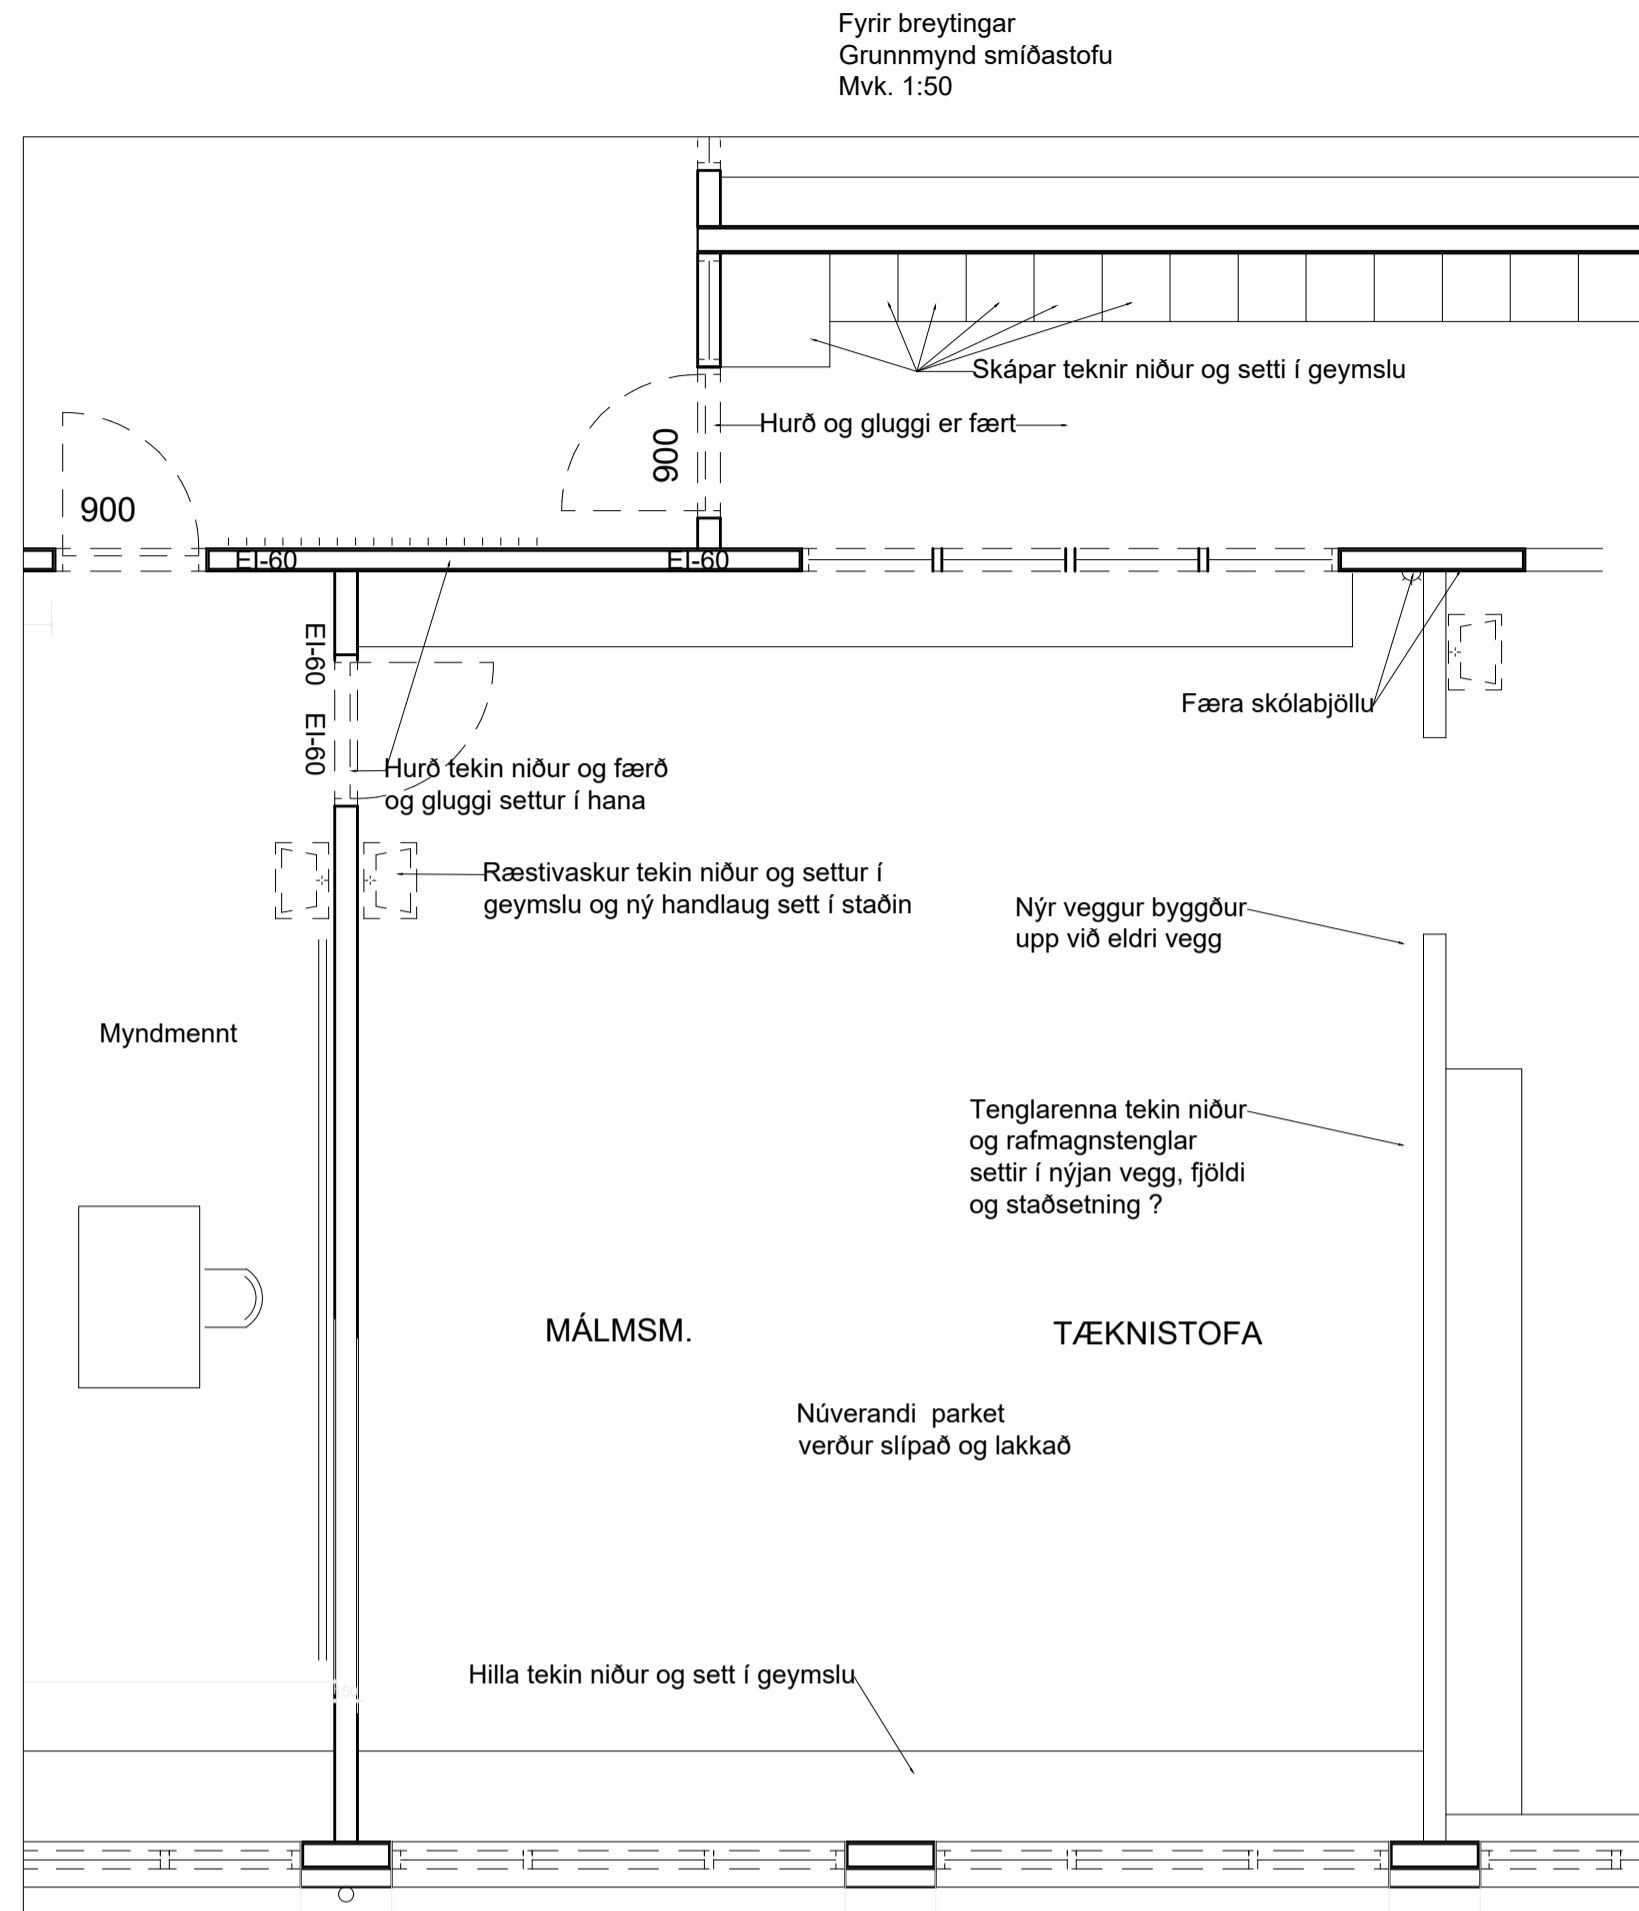 Fyrir breytingar
Grunnmynd smíðastofu
Mvk. 1:50
Skápar teknir niður og setti í geymslu
Hurð og gluggi er fært
900
900
EI-60
EI-60
EI-60
EI-60
Færa skólabjöllu
Hurð tekin niður og færð
og gluggi settur í hana
Ræstivaskur tekin niður og settur í
geymslu og ný handlaug sett í staðin
Nýr veggur byggður
upp við eldri vegg
Myndmennt
Tenglarenna tekin niður
og rafmagnstenglar
settir í nýjan vegg, fjöldi
og staðsetning ?
MÁLMSM.
TÆKNISTOFA
Núverandi parket
verður slípað og lakkað
Hilla tekin niður og sett í geymslu
150